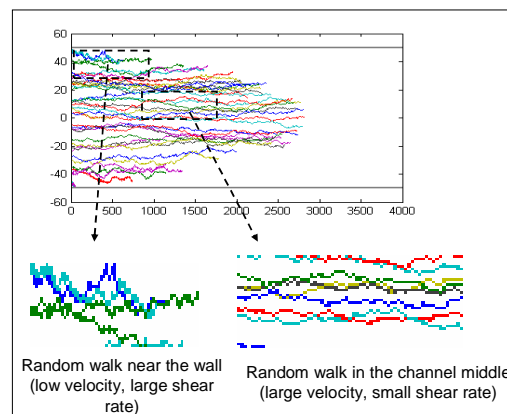 60
40
20
0
-20
-40
-60
0 500 1000 1500 2000 2500 3000 3500 4000
Random walk near the wall
(low velocity, large shear
rate)
Random walk in the channel middle
(large velocity, small shear rate)